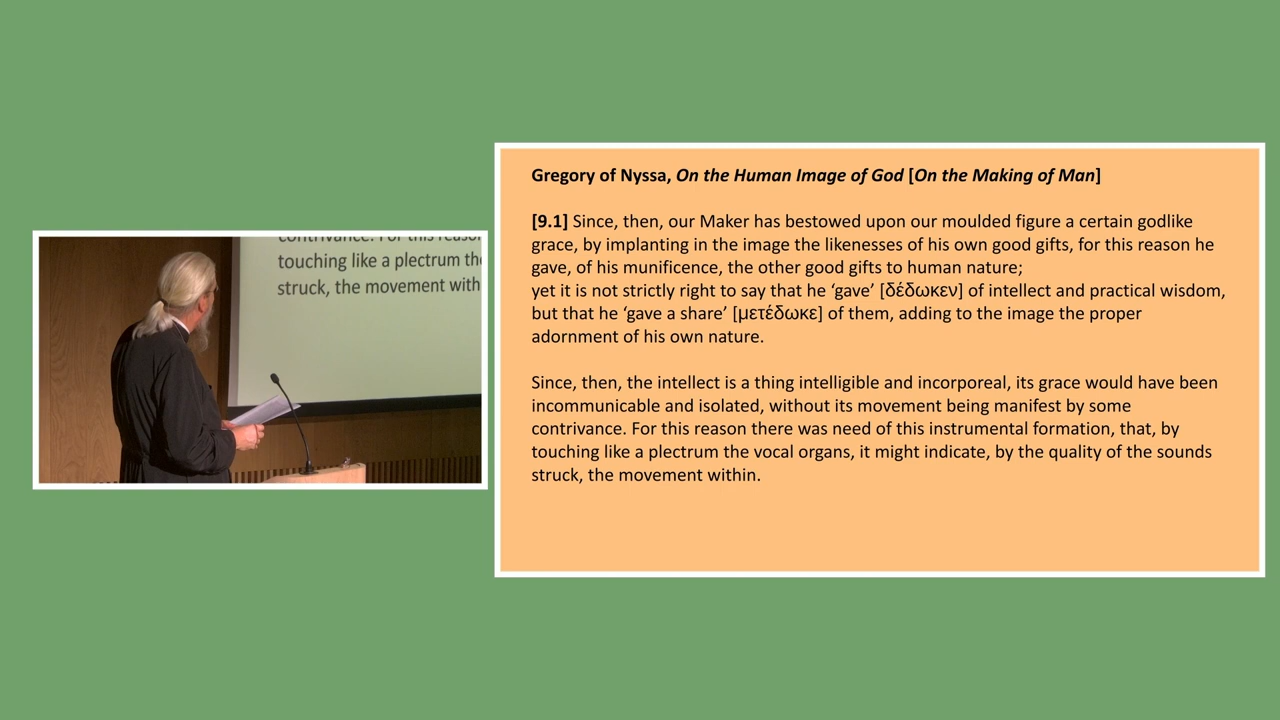 contrivance. For this reason
touching like a plectrum the
struck, the movement with
Gregory of Nyssa, On the Human Image of God [On the Making of Man]
[9.1] Since, then, our Maker has bestowed upon our moulded figure a certain godlike
grace, by implanting in the image the likenesses of his own good gifts, for this reason he
gave, of his munificence, the other good gifts to human nature;
yet it is not strictly right to say that he ‘gave’ [δέδωκεν] of intellect and practical wisdom,
but that he ‘gave a share’ [μετέδωκε] of them, adding to the image the proper
adornment of his own nature.
Since, then, the intellect is a thing intelligible and incorporeal, its grace would have been
incommunicable and isolated, without its movement being manifest by some
contrivance. For this reason there was need of this instrumental formation, that, by
touching like a plectrum the vocal organs, it might indicate, by the quality of the sounds
struck, the movement within.